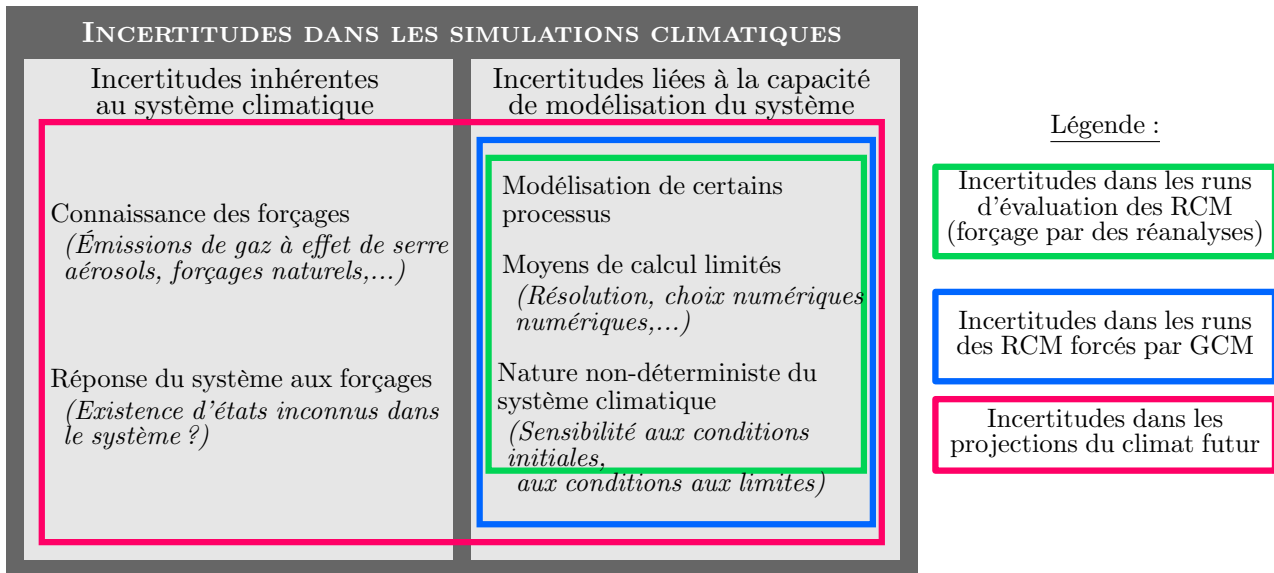 Incertitudes dans les simulations climatiques
Incertitudes inhérentes
au système climatique
Connaissance des forçages
(Émissions de gaz à effet de serre
aérosols, forçages naturels,...)
Réponse du système aux forçages
(Existence d'états inconnus dans
le système ?)
Incertitudes liées à la capacité
de modélisation du système
Modélisation de certains
processus
Moyens de calcul limités
(Résolution, choix numériques
numériques,...)
Nature non-déterministe du
système climatique
(Sensibilité aux conditions
initiales,
aux conditions aux limites)
Légende :
Incertitudes dans les runs
d'évaluation des RCM
(forçage par des réanalyses)
Incertitudes dans les runs
des RCM forcés par GCM
Incertitudes dans les
projections du climat futur